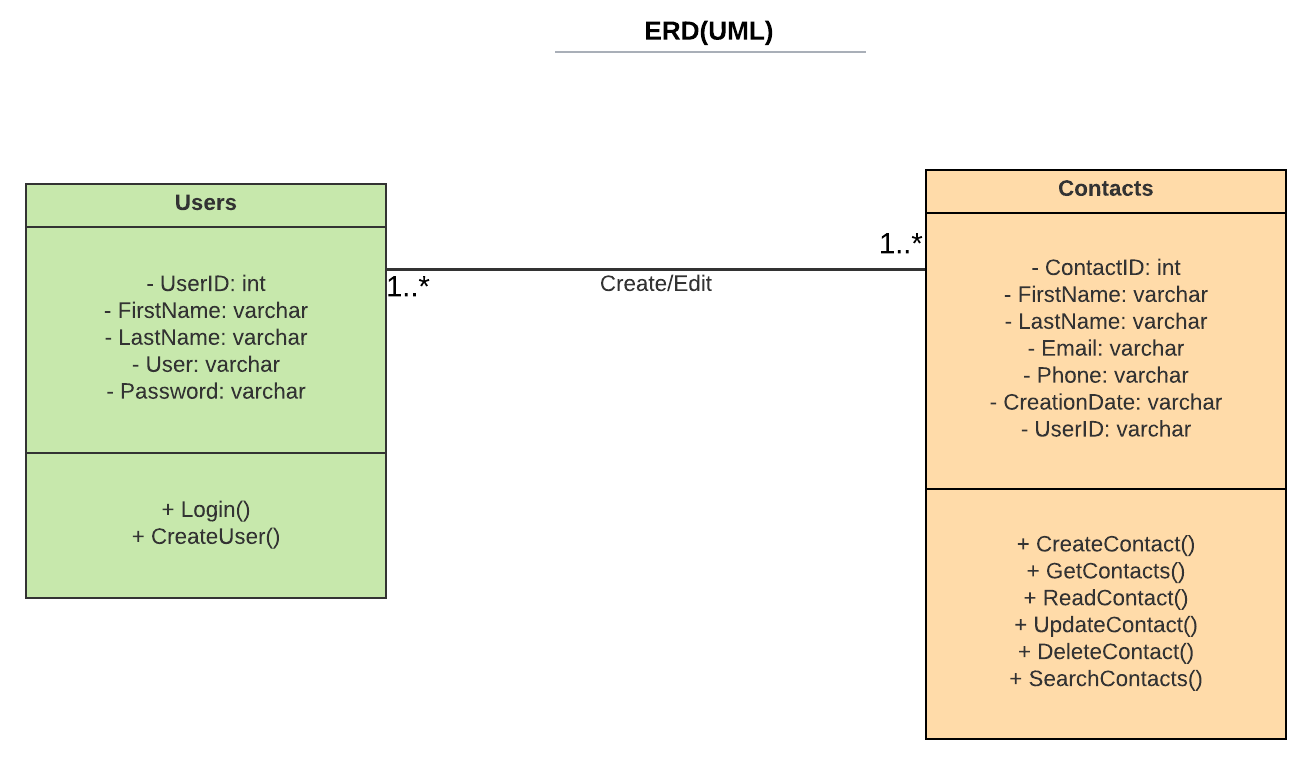 ERD(UML)
Users
- UserID: int
- FirstName: varchar
- LastName: varchar
- User: varchar
- Password: varchar
+ Login()
+ CreateUser()
1..*
Create/Edit
1..*
Contacts
- ContactID: int
- FirstName: varchar
- LastName: varchar
- Email: varchar
- Phone: varchar
- CreationDate: varchar
- UserID: varchar
+ CreateContact()
+ GetContacts()
+ ReadContact()
+ UpdateContact()
+ DeleteContact()
+ SearchContacts()